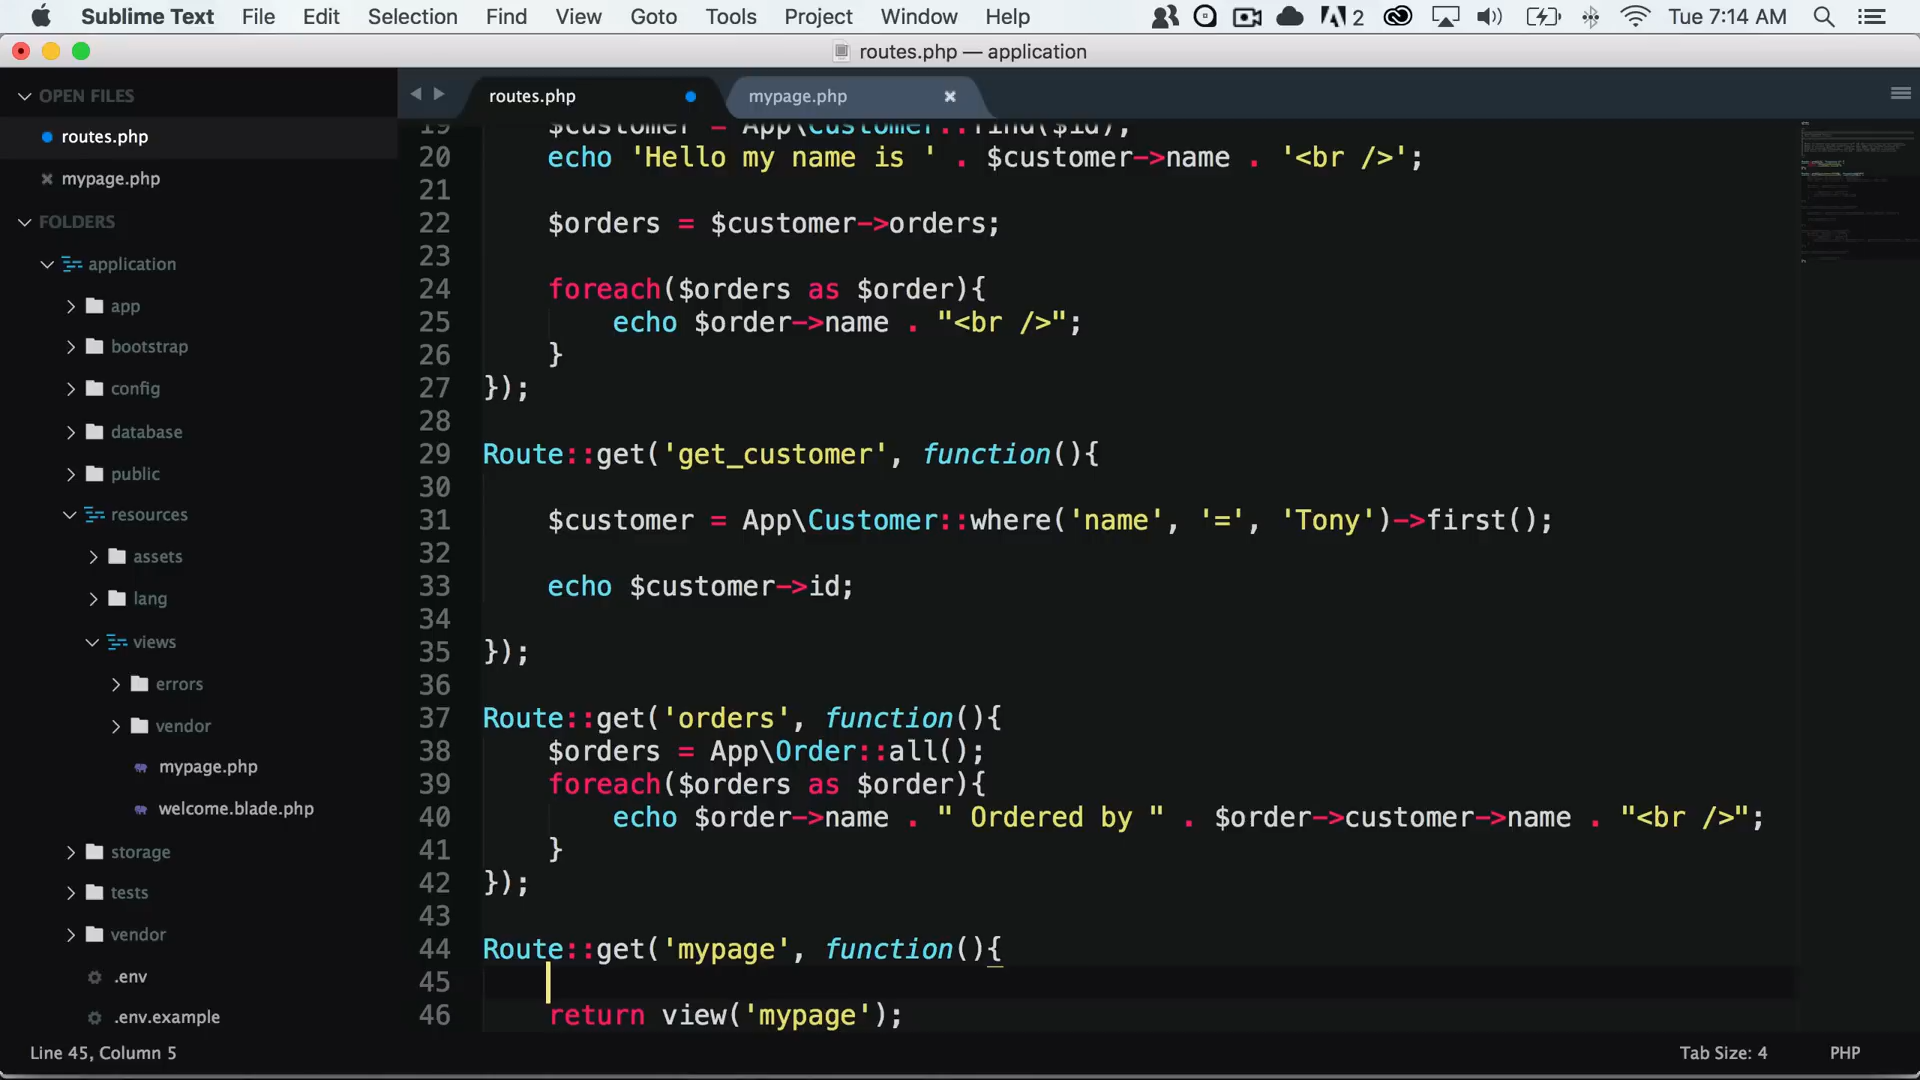 Sublime Text File Edit Selection Find View Goto Tools Project Window Help 2 Tue 7:14 AM
routes.php — application
OPEN FILES
routes.php
mypage.php
FOLDERS
application
app
bootstrap
config
database
public
resources
assets
lang
views
errors
vendor
mypage.php
welcome.blade.php
storage
tests
vendor
.env
.env.example
routes.php mypage.php
19 $customer = App\Customer::find($id);
20 echo 'Hello my name is ' . $customer->name . '<br />';
21
22 $orders = $customer->orders;
23
24 foreach($orders as $order){
25 echo $order->name . "<br />";
26 }
27 });
28
29 Route::get('get_customer', function(){
30
31 $customer = App\Customer::where('name', '=', 'Tony')->first();
32
33 echo $customer->id;
34
35 });
36
37 Route::get('orders', function(){
38 $orders = App\Order::all();
39 foreach($orders as $order){
40 echo $order->name . " Ordered by " . $order->customer->name . "<br />";
41 }
42 });
43
44 Route::get('mypage', function(){
45
46 return view('mypage');
Line 45, Column 5 Tab Size: 4 PHP